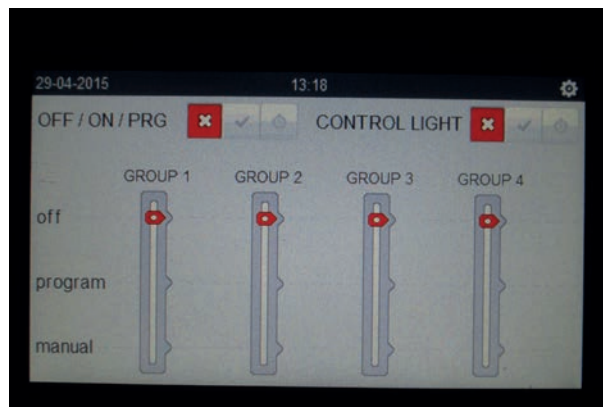 29-04-2015 13:18
OFF / ON / PRG CONTROL LIGHT
GROUP 1 GROUP 2 GROUP 3 GROUP 4
off
program
manual